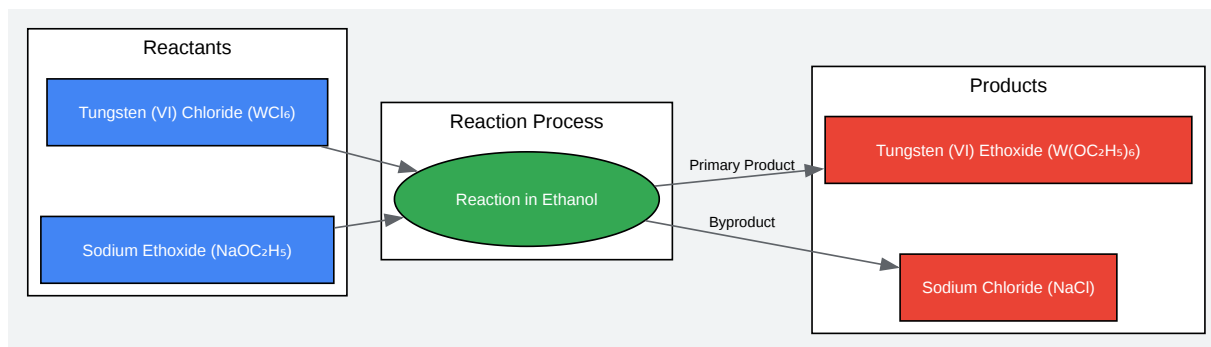 Reactants
Tungsten (VI) Chloride (WCl₆)
Sodium Ethoxide (NaOC₂H₅)
Reaction Process
Reaction in Ethanol
Primary Product
Byproduct
Products
Tungsten (VI) Ethoxide (W(OC₂H₅)₆)
Sodium Chloride (NaCl)